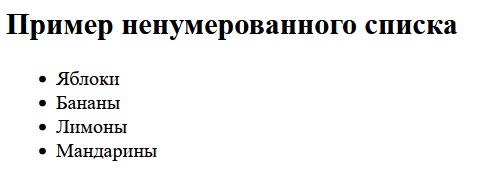 Пример ненумерованного списка
• Яблоки
• Бананы
• Лимоны
• Мандарины